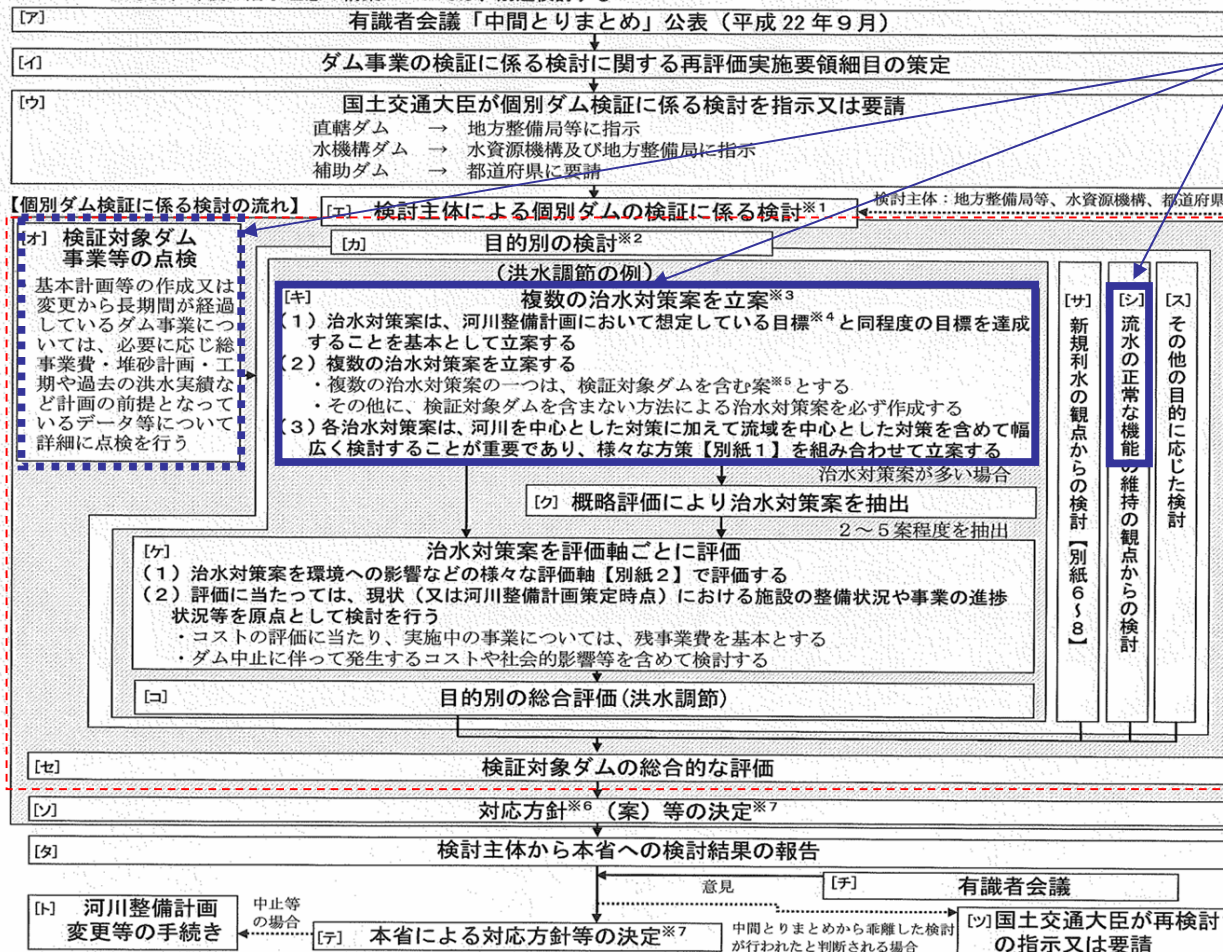 [ア] 有識者会議「中間とりまとめ」公表（平成22年９月）
[イ] ダム事業の検証に係る検討に関する再評価実施要領細目の策定
[ウ] 国土交通大臣が個別ダム検証に係る検討を指示又は要請
直轄ダム → 地方整備局等に指示
水機構ダム → 水資源機構及び地方整備局に指示
補助ダム → 都道府県に要請
【個別ダム検証に係る検討の流れ】
[エ] 検討主体による個別ダムの検証に係る検討※1
検討主体：地方整備局等、水資源機構、都道府県
[オ] 検証対象ダム
事業等の点検
基本計画等の作成又は
変更から長期間が経過
しているダム事業につ
いては、必要に応じ総
事業費・堆砂計画・工
期や過去の洪水実績な
ど計画の前提となって
いるデータ等について
詳細に点検を行う
[カ] 目的別の検討※2
（洪水調節の例）
[キ] 複数の治水対策案を立案※3
（１）治水対策案は、河川整備計画において想定している目標※4と同程度の目標を達成
することを基本として立案する
（２）複数の治水対策案を立案する
・複数の治水対策案の一つは、検証対象ダムを含む案※5とする
・その他に、検証対象ダムを含まない方法による治水対策案を必ず作成する
（３）各治水対策案は、河川を中心とした対策に加えて流域を中心とした対策を含めて幅
広く検討することが重要であり、様々な方策【別紙１】を組み合わせて立案する
治水対策案が多い場合
[ク] 概略評価により治水対策案を抽出
２～５案程度を抽出
[ケ] 治水対策案を評価軸ごとに評価
（１）治水対策案を環境への影響などの様々な評価軸【別紙２】で評価する
（２）評価に当たっては、現状（又は河川整備計画策定時点）における施設の整備状況や事業の進捗
状況等を原点として検討を行う
・コストの評価に当たり、実施中の事業については、残事業費を基本とする
・ダム中止に伴って発生するコストや社会的影響等を含めて検討する
[コ] 目的別の総合評価（洪水調節）
[サ] 新規利水の観点からの検討【別紙６～８】
[シ] 流水の正常な機能の維持の観点からの検討
[ス] その他の目的に応じた検討
[セ] 検証対象ダムの総合的な評価
[ソ] 対応方針※6（案）等の決定※7
[タ] 検討主体から本省への検討結果の報告
意見
[チ] 有識者会議
[ト] 河川整備計画
変更等の手続き
中止等
の場合
[テ] 本省による対応方針等の決定※7
中間とりまとめから乖離した検討
が行われたと判断される場合
[ツ] 国土交通大臣が再検討
の指示又は要請